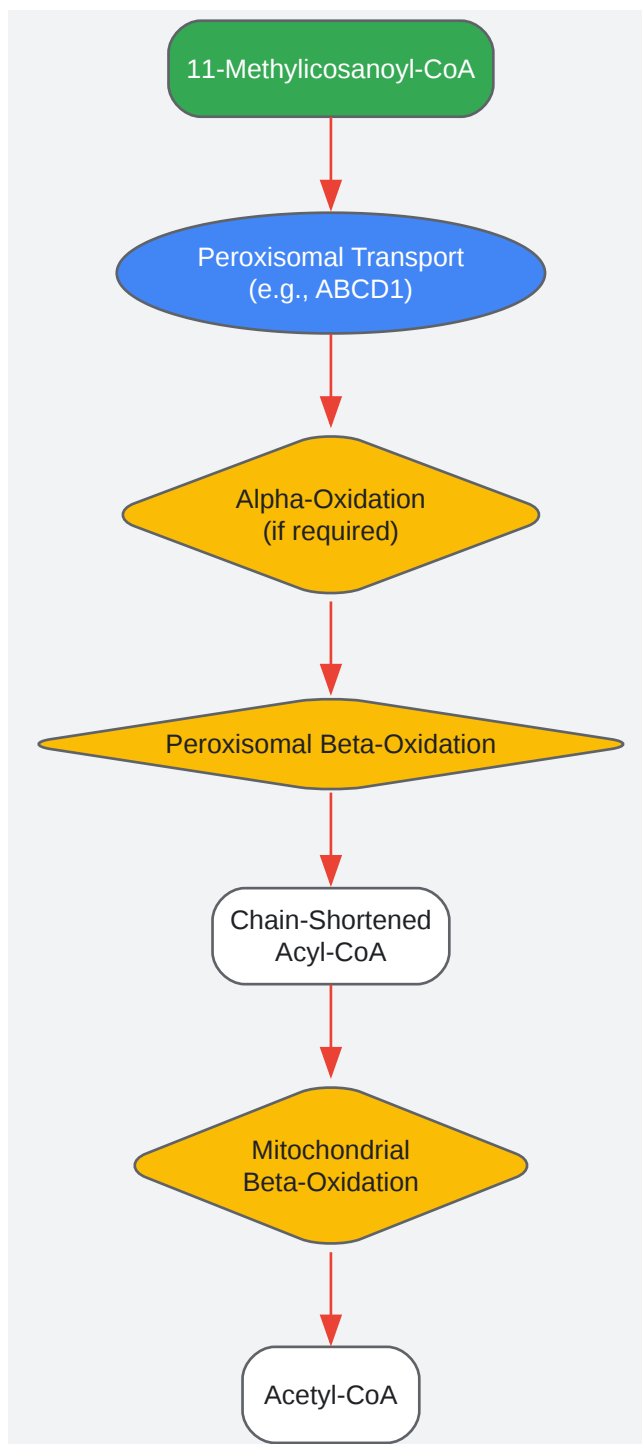 11-Methylicosanoyl-CoA
Peroxisomal Transport
(e.g., ABCD1)
Alpha-Oxidation
(if required)
Peroxisomal Beta-Oxidation
Chain-Shortened
Acyl-CoA
Mitochondrial
Beta-Oxidation
Acetyl-CoA